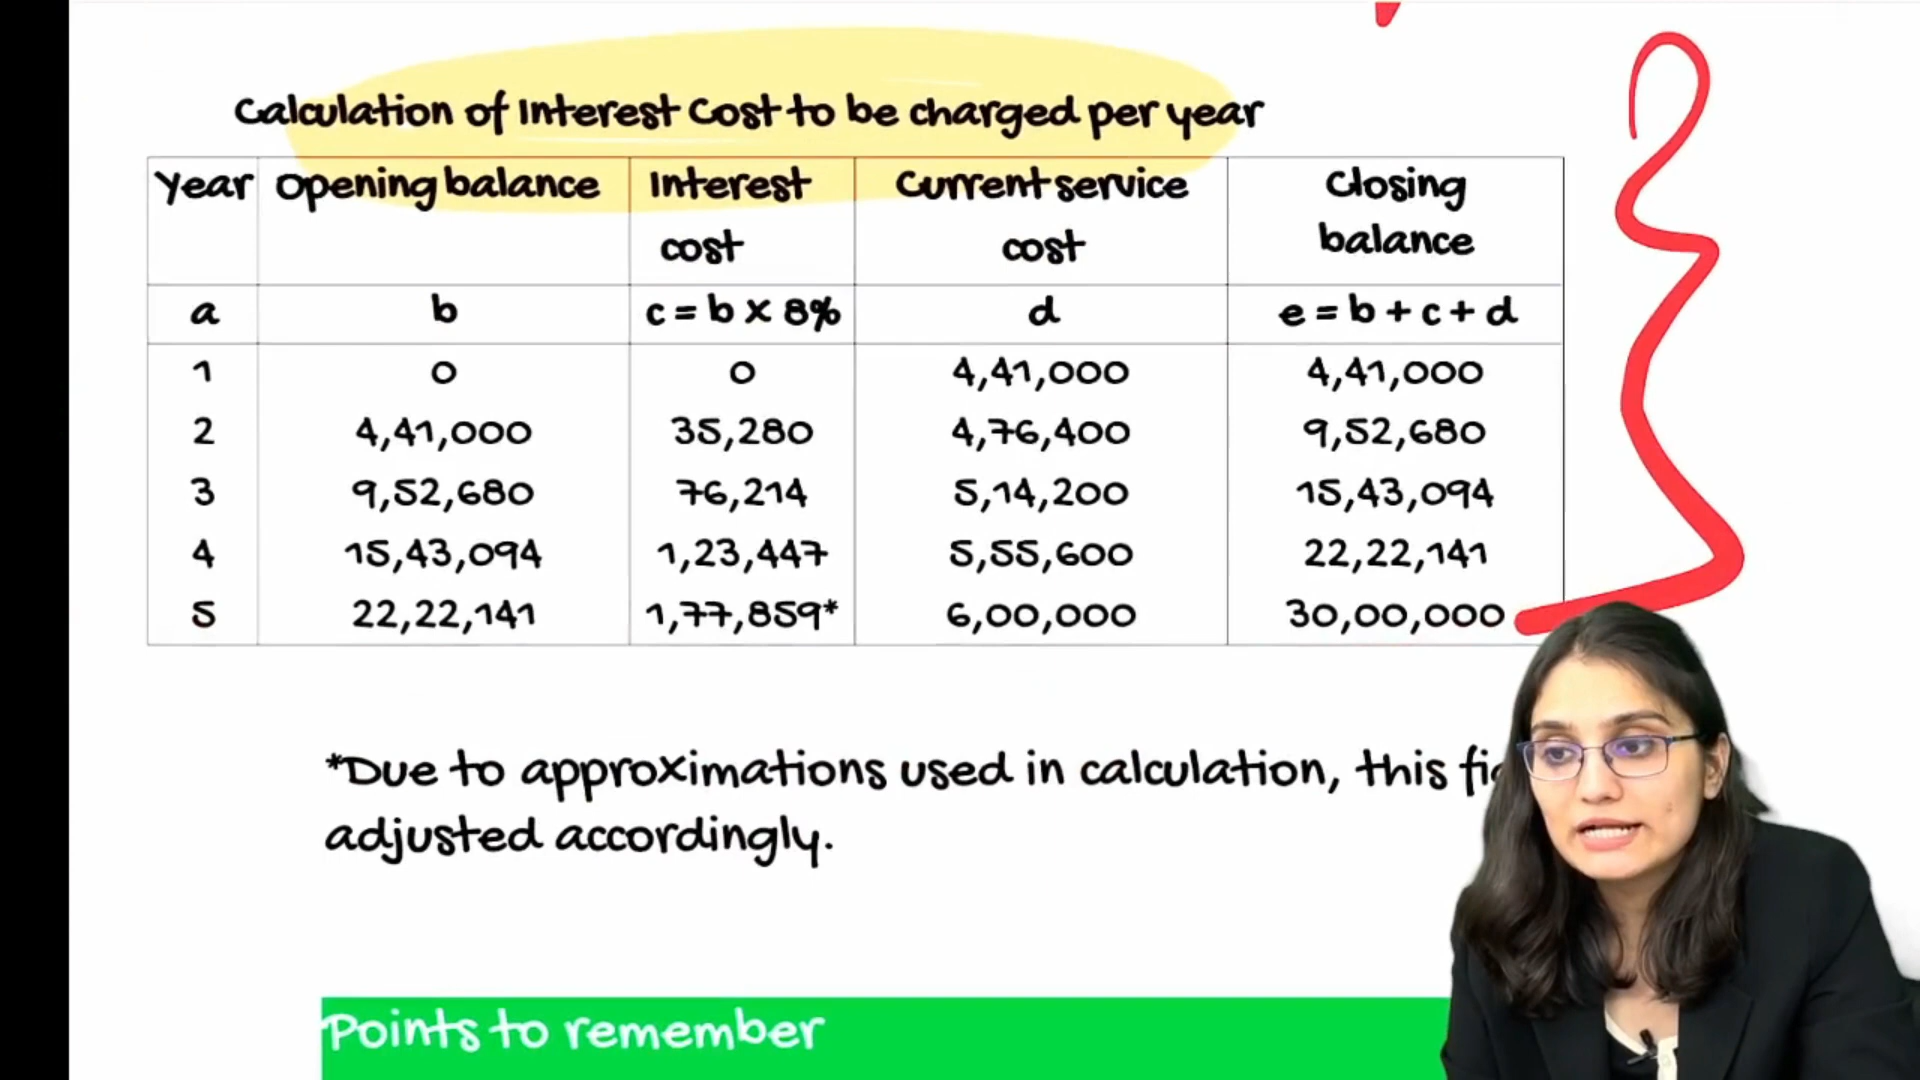 Calculation of Interest Cost to be charged per year
Year Opening balance Interest cost Current service cost Closing balance
a b c = b x 8% d e = b + c + d
1 0 0 4,41,000 4,41,000
2 4,41,000 35,280 4,76,400 9,52,680
3 9,52,680 76,214 5,14,200 15,43,094
4 15,43,094 1,23,447 5,55,600 22,22,141
5 22,22,141 1,77,859* 6,00,000 30,00,000
*Due to approximations used in calculation, this
adjusted accordingly.
Points to remember